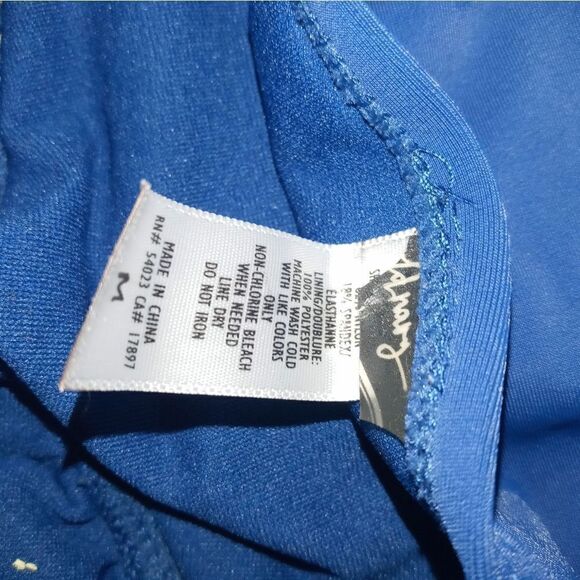 18% SPANDEX/
ELASTHANNE
LINING/DOUBLURE:
100% POLYESTER
MACHINE WASH COLD
WITH LIKE COLORS
ONLY
NON-CHLORINE BLEACH
WHEN NEEDED
LINE DRY
DO NOT IRON
M
MADE IN CHINA
RN# 54023 CA# 17897